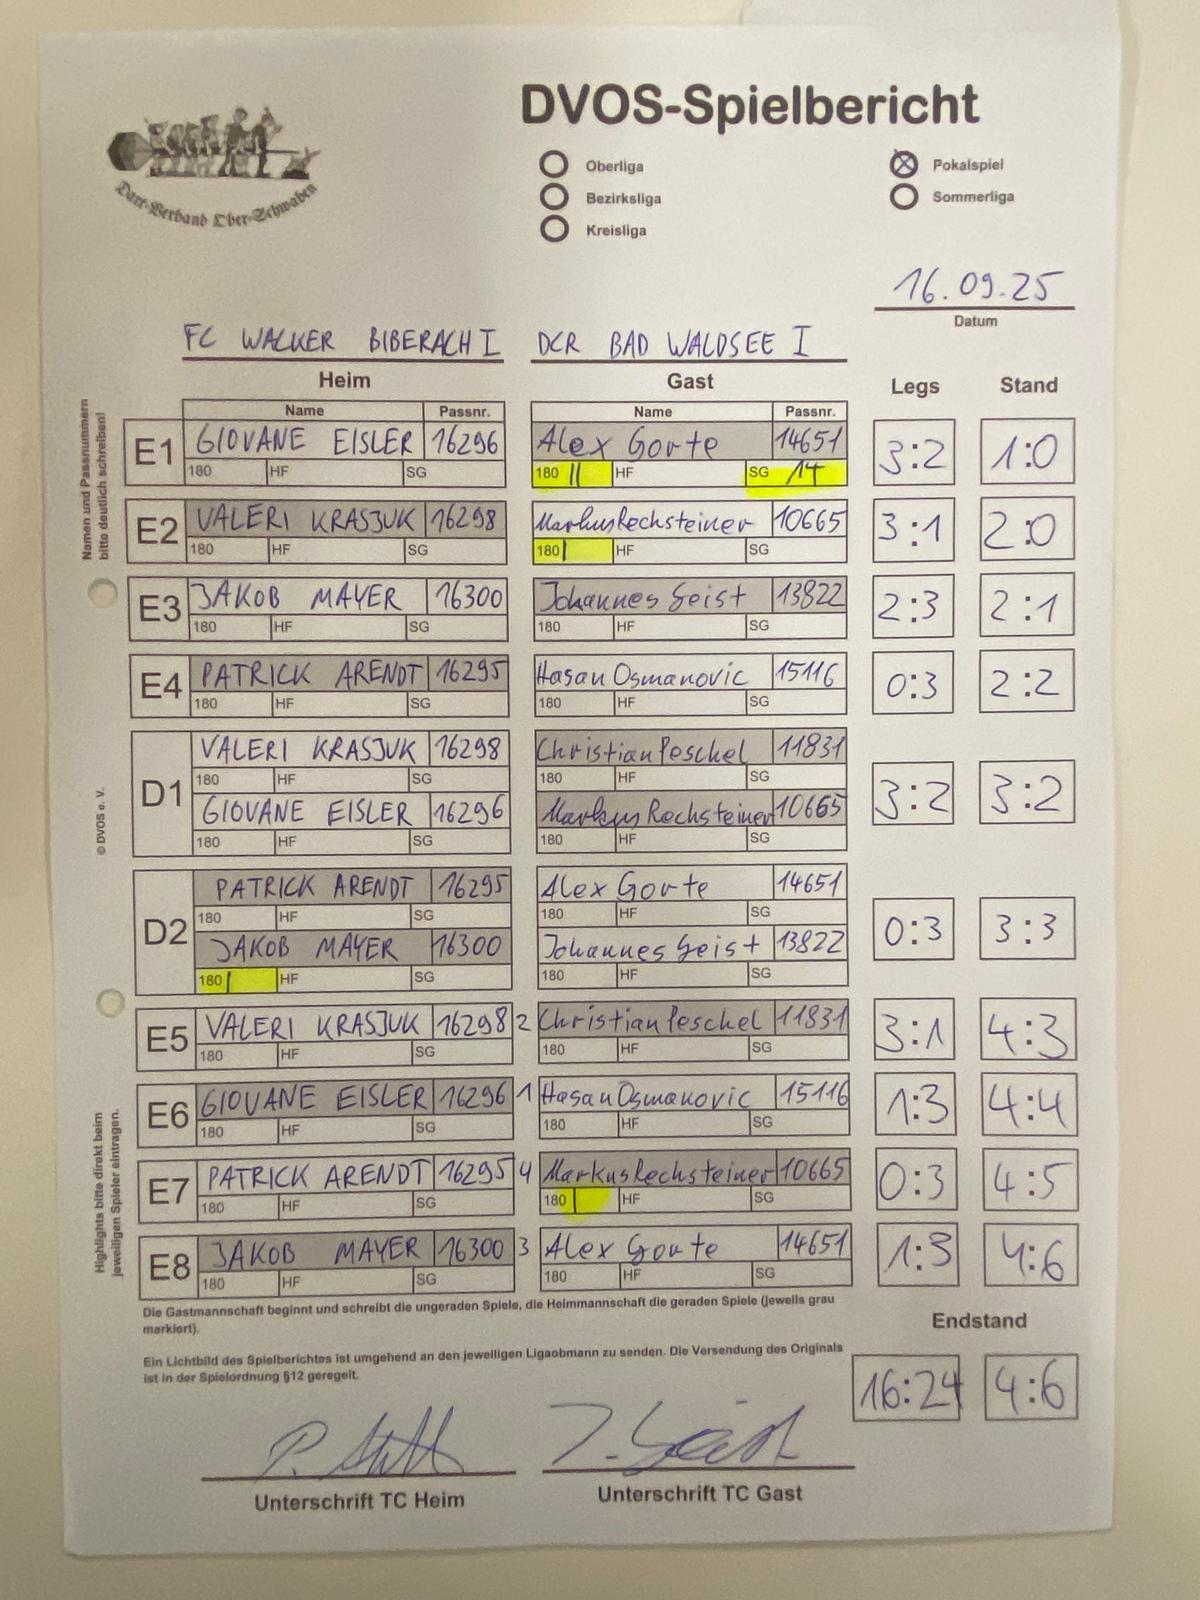 DVOS-Spielbericht
Dart-Verband Ober-Schwaben
Oberliga
Pokalspiel
Bezirksliga
Sommerliga
Kreisliga
16.09.25
Datum
FC WACKER BIBERACH I DCR BAD WALDSEE I
Heim Gast Legs Stand
Namen und Passnummern
bitte deutlich schreiben!
Name Passnr. Name Passnr.
E1 GIOVANE EISLER 16296 Alex Gorte 14651 3:2 1:0
180 HF SG 180 || HF SG 14
E2 VALERI KRASJUK 16298 Markus Rechsteiner 10665 3:1 2:0
180 HF SG 180 | HF SG
E3 JAKOB MAYER 16300 Johannes Geist 13822 2:3 2:1
180 HF SG 180 HF SG
E4 PATRICK ARENDT 16295 Hasan Osmanovic 15116 0:3 2:2
180 HF SG 180 HF SG
D1 VALERI KRASJUK 16298 Christian Peschel 11831 3:2 3:2
180 HF SG 180 HF SG
GIOVANE EISLER 16296 Markus Rechsteiner 10665
180 HF SG 180 HF SG
© DVOS e. V.
D2 PATRICK ARENDT 16295 Alex Gorte 14651 0:3 3:3
180 HF SG 180 HF SG
JAKOB MAYER 16300 Johannes Geist 13822
180 | HF SG 180 HF SG
E5 VALERI KRASJUK 16298 2 Christian Peschel 11831 3:1 4:3
180 HF SG 180 HF SG
E6 GIOVANE EISLER 16296 1 Hasan Osmanovic 15116 1:3 4:4
180 HF SG 180 HF SG
E7 PATRICK ARENDT 16295 4 Markus Rechsteiner 10665 0:3 4:5
180 HF SG 180 | HF SG
E8 JAKOB MAYER 16300 3 Alex Gorte 14651 1:3 4:6
180 HF SG 180 HF SG
Highlights bitte direkt beim
jeweiligen Spieler eintragen.
Die Gastmannschaft beginnt und schreibt die ungeraden Spiele, die Heimmannschaft die geraden Spiele (jeweils grau
markiert).
Endstand
Ein Lichtbild des Spielberichtes ist umgehend an den jeweiligen Ligaobmann zu senden. Die Versendung des Originals
ist in der Spielordnung §12 geregelt.
16:24 4:6
Unterschrift TC Heim Unterschrift TC Gast